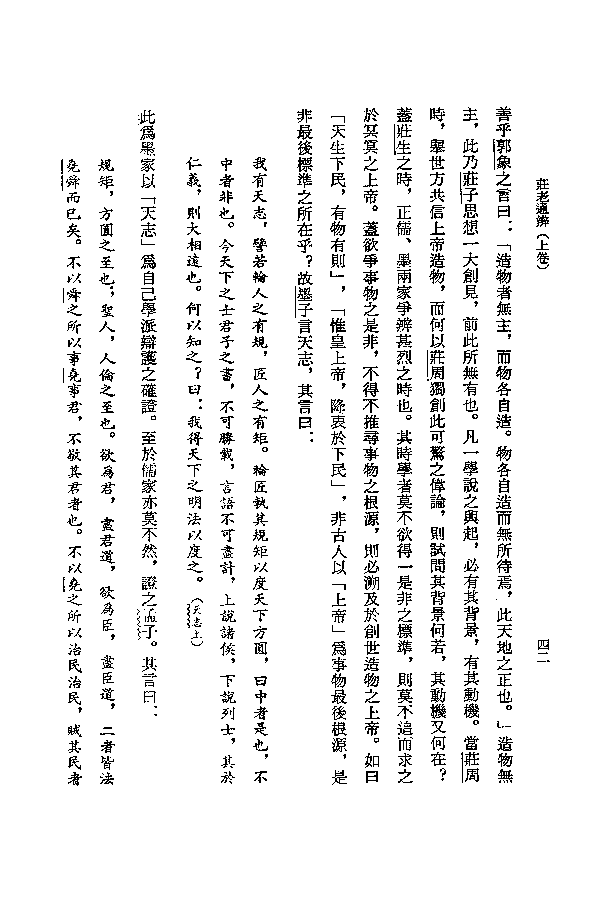 莊老通辨（上卷）
四二
善乎郭象之言曰：「造物者無主，而物各自造。物各自造而無所待焉，此天地之正也。」造物無
主，此乃莊子思想一大創見，前此所無有也。凡一學說之興起，必有其背景，有其動機。當莊周
時，舉世方共信上帝造物，而何以莊周獨創此可驚之偉論，則試問其背景何若，其動機又何在？
蓋莊生之時，正儒、墨兩家爭辨甚烈之時也。其時學者莫不欲得一是非之標準，則莫不遠而求之
於冥冥之上帝。蓋欲爭事物之是非，不得不推尋事物之根源，則必溯及於創世造物之上帝。如曰
「天生下民，有物有則」，「惟皇上帝，降衷於下民」，非古人以「上帝」為事物最後根源，是
非最後標準之所在乎？故墨子言天志，其言曰：
我有天志，譬若輪人之有規，匠人之有矩。輪匠執其規矩以度天下方圓，曰中者是也，不
中者非也。今天下之士君子之書，不可勝載，言語不可盡計，上說諸侯，下說列士，其於
仁義，則大相遠也。何以知之？曰：我得天下之明法以度之。（天志上）
此為墨家以「天志」為自己學派辯護之確證。至於儒家亦莫不然，證之孟子。其言曰：
規矩，方圓之至也；聖人，人倫之至也。欲為君，盡君道，欲為臣，盡臣道，二者皆法
堯舜而已矣。不以舜之所以事堯事君，不敬其君者也。不以堯之所以治民治民，賊其民者